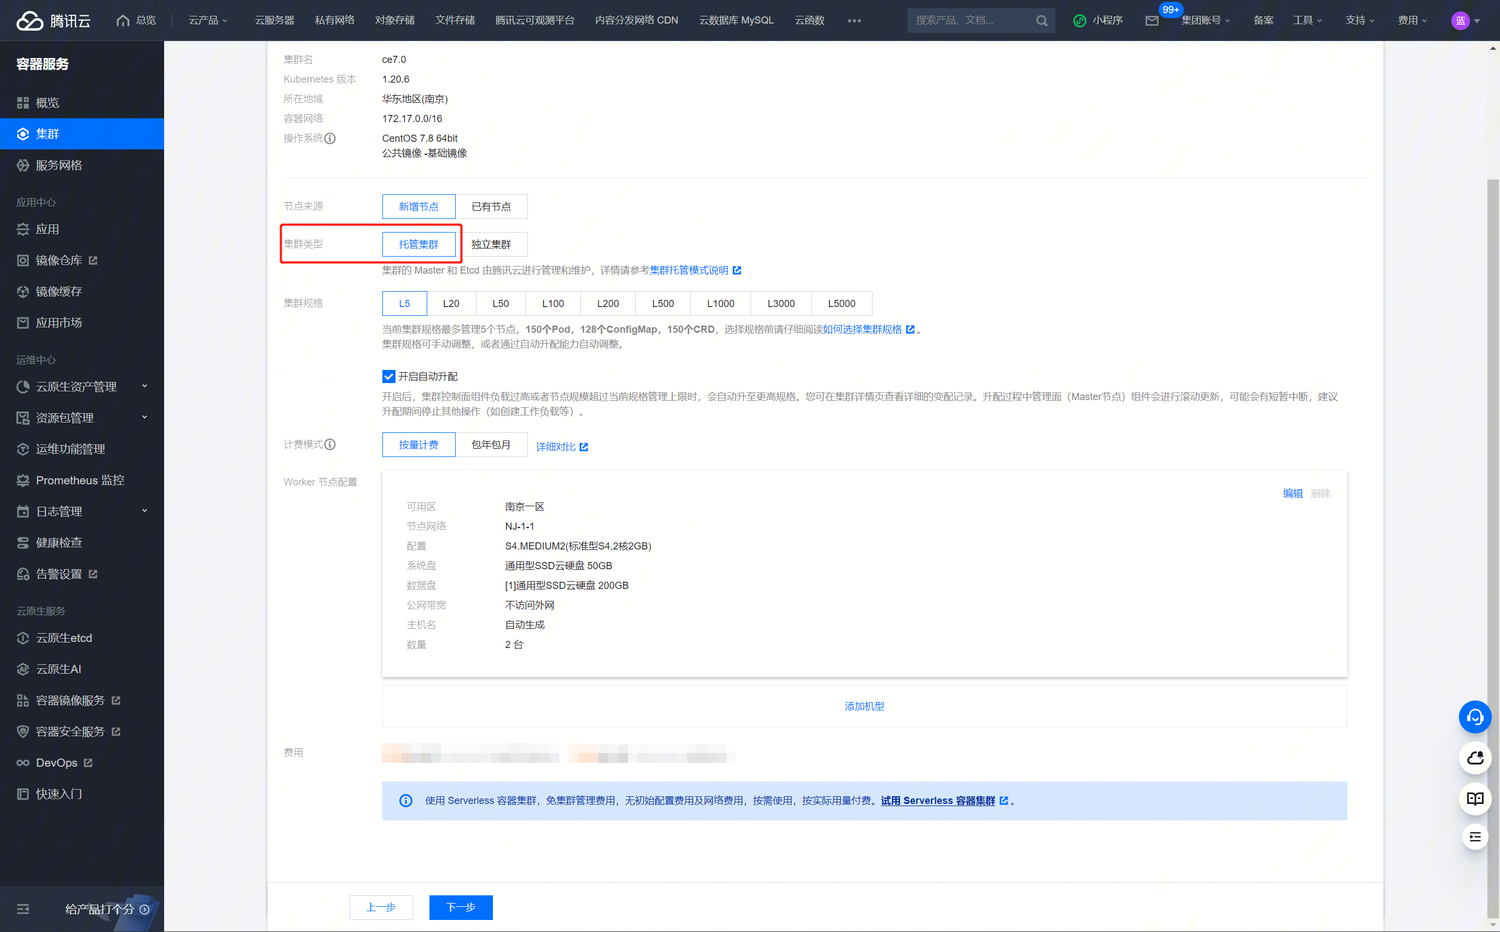 腾讯云
总览
云产品
云服务器
私有网络
对象存储
文件存储
腾讯云可观测平台
内容分发网络 CDN
云数据库 MySQL
云函数
•••
搜索产品、文档...
小程序
99+
集团账号
备案
工具
支持
费用
蓝
容器服务
概览
集群
服务网格
应用中心
应用
镜像仓库
镜像缓存
应用市场
运维中心
云原生资产管理
资源包管理
运维功能管理
Prometheus 监控
日志管理
健康检查
告警设置
云原生服务
云原生etcd
云原生AI
容器镜像服务
容器安全服务
DevOps
快速入门
给产品打个分
集群名 ce7.0
Kubernetes 版本 1.20.6
所在地域 华东地区(南京)
容器网络 172.17.0.0/16
操作系统 CentOS 7.8 64bit
公共镜像 -基础镜像
节点来源 新增节点 已有节点
集群类型 托管集群 独立集群
集群的 Master 和 Etcd 由腾讯云进行管理和维护，详情请参考集群托管模式说明
集群规格 L5 L20 L50 L100 L200 L500 L1000 L3000 L5000
当前集群规格最多管理5个节点，150个Pod，128个ConfigMap，150个CRD，选择规格前请仔细阅读如何选择集群规格 。
集群规格可手动调整，或者通过自动升配能力自动调整。
开启自动升配
开启后，集群控制面组件负载过高或者节点规模超过当前规格管理上限时，会自动升至更高规格。您可在集群详情页查看详细的变配记录。升配过程中管理面（Master节点）组件会进行滚动更新，可能会有短暂中断，建议
升配期间停止其他操作（如创建工作负载等）。
计费模式 按量计费 包年包月 详细对比
Worker 节点配置
编辑 删除
可用区 南京一区
节点网络 NJ-1-1
配置 S4.MEDIUM2(标准型S4,2核2GB)
系统盘 通用型SSD云硬盘 50GB
数据盘 [1]通用型SSD云硬盘 200GB
公网带宽 不访问外网
主机名 自动生成
数量 2 台
添加机型
费用
使用 Serverless 容器集群，免集群管理费用，无初始配置费用及网络费用，按需使用，按实际用量付费。试用 Serverless 容器集群 。
上一步 下一步